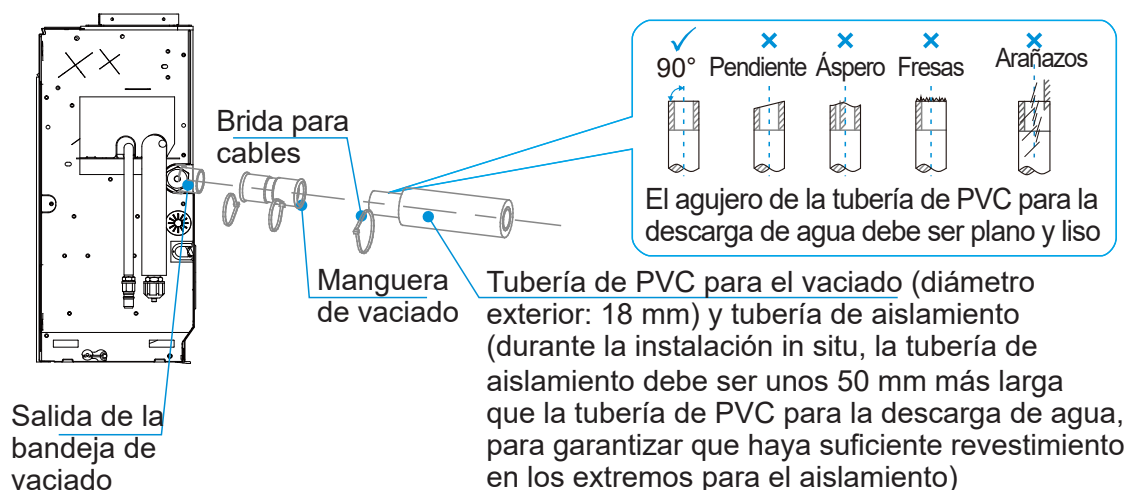 90° Pendiente Áspero Fresas Arañazos
El agujero de la tubería de PVC para la
descarga de agua debe ser plano y liso
Brida para
cables
Manguera
de vaciado
Tubería de PVC para el vaciado (diámetro
exterior: 18 mm) y tubería de aislamiento
(durante la instalación in situ, la tubería de
aislamiento debe ser unos 50 mm más larga
que la tubería de PVC para la descarga de agua,
para garantizar que haya suficiente revestimiento
en los extremos para el aislamiento)
Salida de la
bandeja de
vaciado